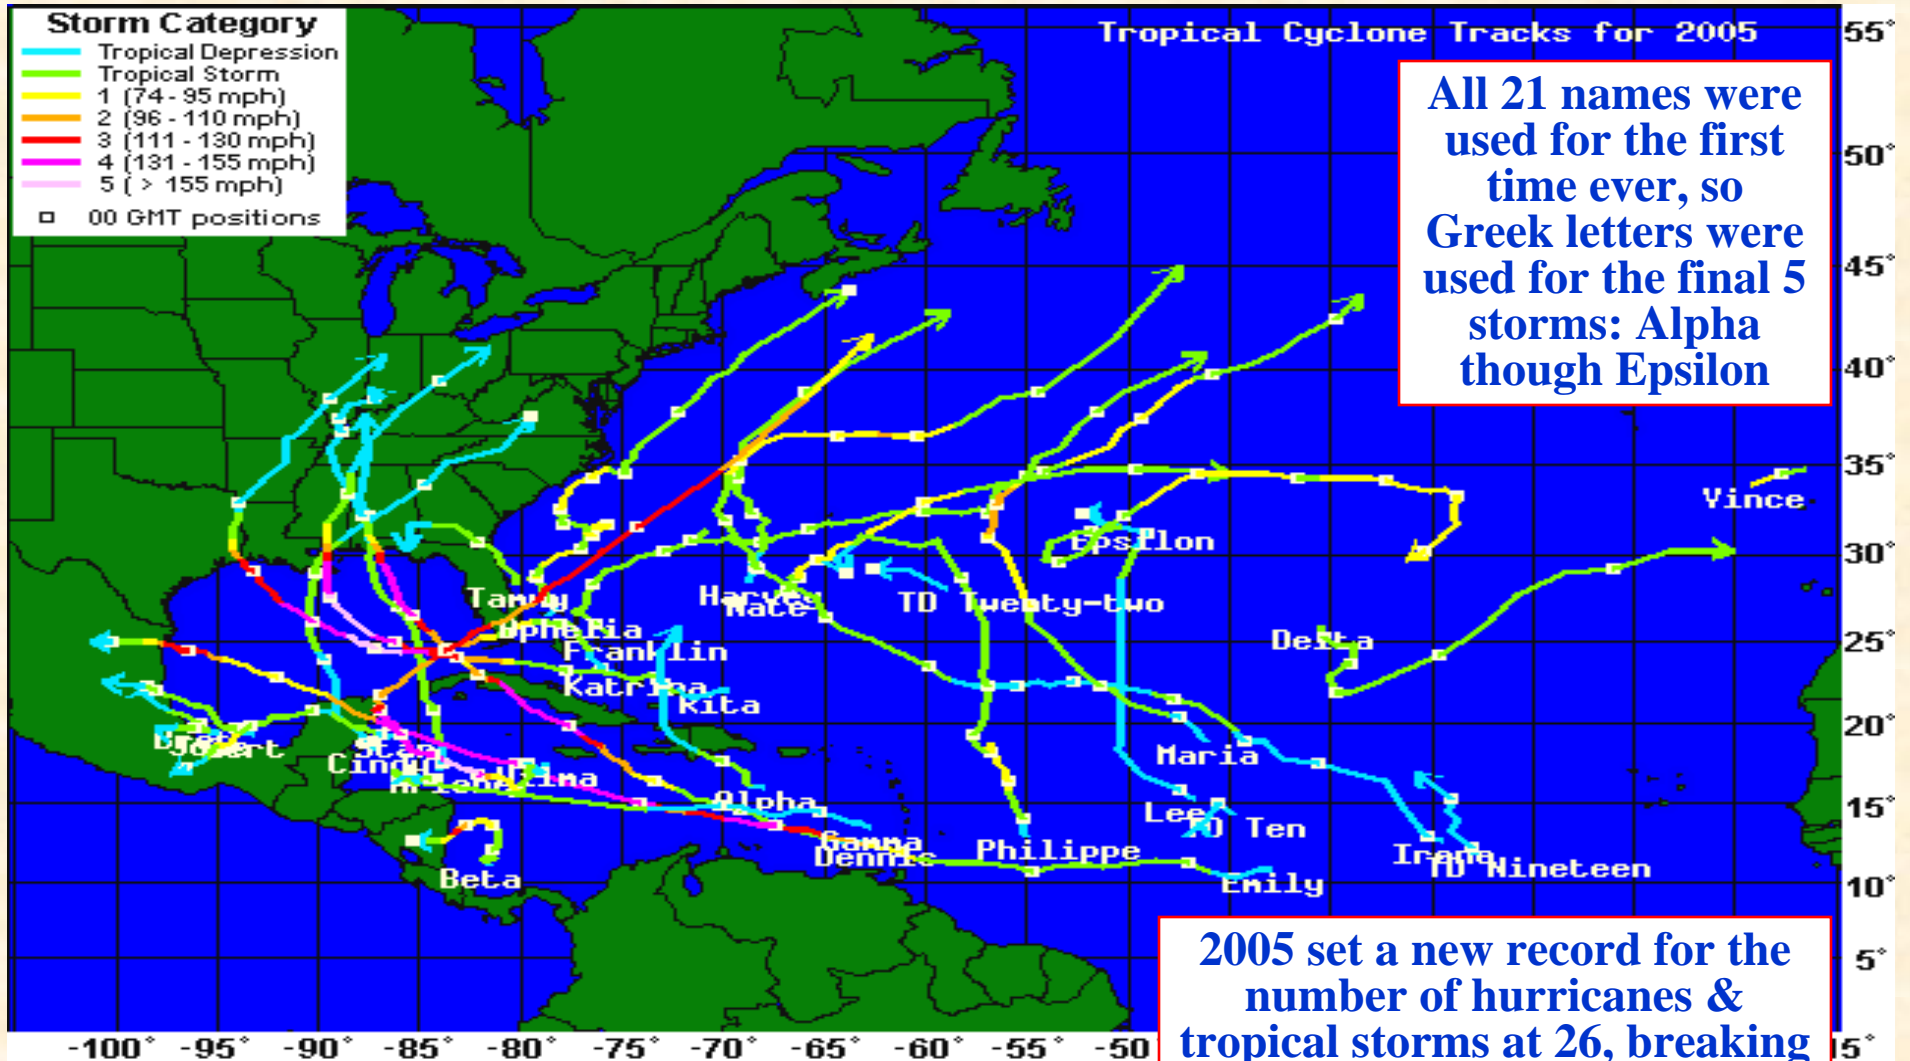 Storm Category
Tropical Depression
Tropical Storm
1 (74 - 95 mph)
2 (96 - 110 mph)
3 (111 - 130 mph)
4 (131 - 155 mph)
5 ( > 155 mph)
00 GMT positions
Tropical Cyclone Tracks for 2005
All 21 names were
used for the first
time ever, so
Greek letters were
used for the final 5
storms: Alpha
though Epsilon
55°
50°
45°
40°
35°
30°
25°
20°
15°
10°
5°
Vince
Epsilon
Tammy
Harvey
Nate
TD Twenty-two
Ophelia
Franklin
Delta
Katrina
Rita
Stan
Cindy
Maria
Alpha
Lee
TD Ten
Gamma
Dennis
Philippe
Irene
TD Nineteen
Beta
Emily
2005 set a new record for the
number of hurricanes &
tropical storms at 26, breaking
-100° -95° -90° -85° -80° -75° -70° -65° -60° -55° -50